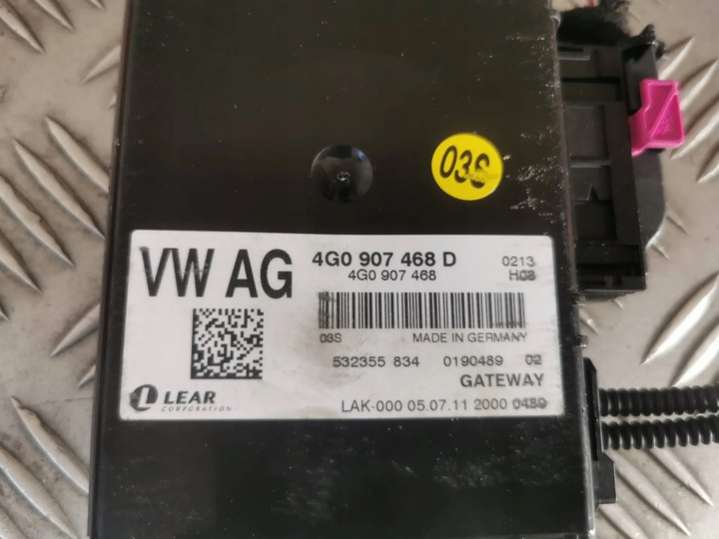 03S
VW AG
4G0 907 468 D 0213
4G0 907 468 H08
03S MADE IN GERMANY
532355 834 0190489 02
GATEWAY
LEAR
CORPORATION
LAK-000 05.07.11 2000 0489